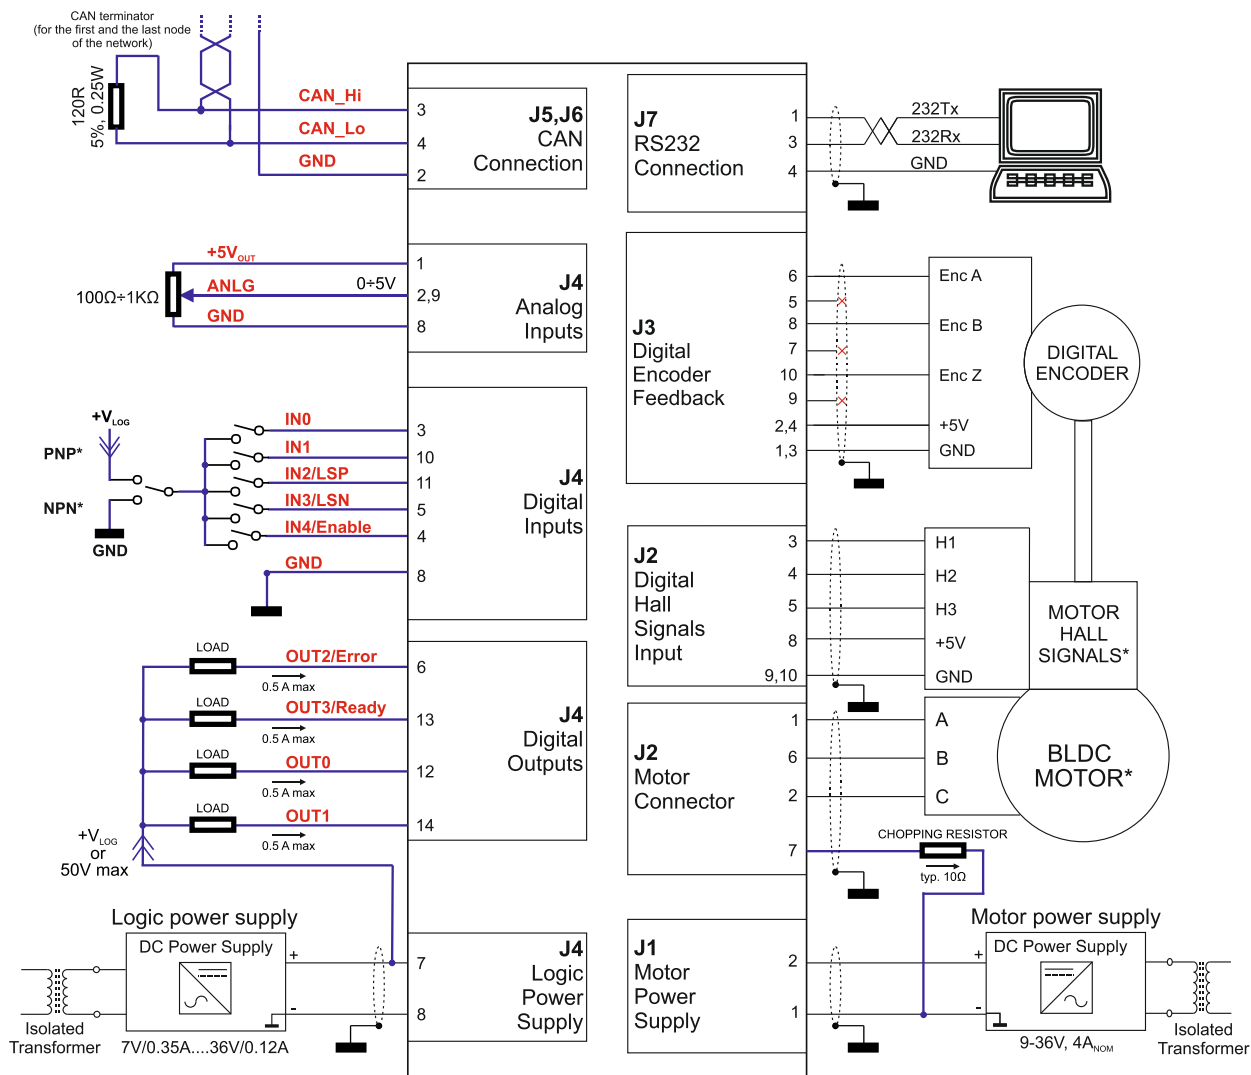 CAN terminator
(for the first and the last node
of the network)
120R
5%, 0.25W
CAN_Hi
3
CAN_Lo
4
GND
2
J5,J6
CAN
Connection
+5VOUT
1
ANLG
0÷5V
2,9
100Ω÷1KΩ
GND
8
J4
Analog
Inputs
+VLOG
PNP*
NPN*
GND
IN0
3
IN1
10
IN2/LSP
11
IN3/LSN
5
IN4/Enable
4
GND
8
J4
Digital
Inputs
LOAD
OUT2/Error
6
0.5 A max
LOAD
OUT3/Ready
13
0.5 A max
LOAD
OUT0
12
0.5 A max
LOAD
OUT1
14
0.5 A max
+VLOG
or
50V max
J4
Digital
Outputs
Logic power supply
DC Power Supply
+
-
7
8
Isolated
Transformer
7V/0.35A....36V/0.12A
J4
Logic
Power
Supply
J7
RS232
Connection
1
232Tx
3
232Rx
4
GND
J3
Digital
Encoder
Feedback
6
Enc A
5
8
Enc B
7
10
Enc Z
9
2,4
+5V
1,3
GND
DIGITAL
ENCODER
J2
Digital
Hall
Signals
Input
3
H1
4
H2
5
H3
8
+5V
9,10
GND
MOTOR
HALL
SIGNALS*
J2
Motor
Connector
1
A
6
B
2
C
7
BLDC
MOTOR*
CHOPPING RESISTOR
typ. 10Ω
Motor power supply
J1
Motor
Power
Supply
2
1
+
-
DC Power Supply
9-36V, 4ANOM
Isolated
Transformer